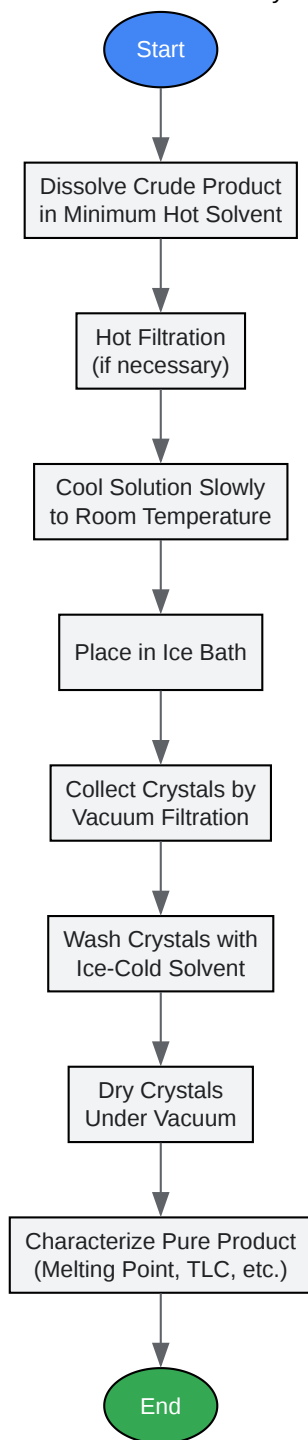 Start
Dissolve Crude Product
in Minimum Hot Solvent
Hot Filtration
(if necessary)
Cool Solution Slowly
to Room Temperature
Place in Ice Bath
Collect Crystals by
Vacuum Filtration
Wash Crystals with
Ice-Cold Solvent
Dry Crystals
Under Vacuum
Characterize Pure Product
(Melting Point, TLC, etc.)
End